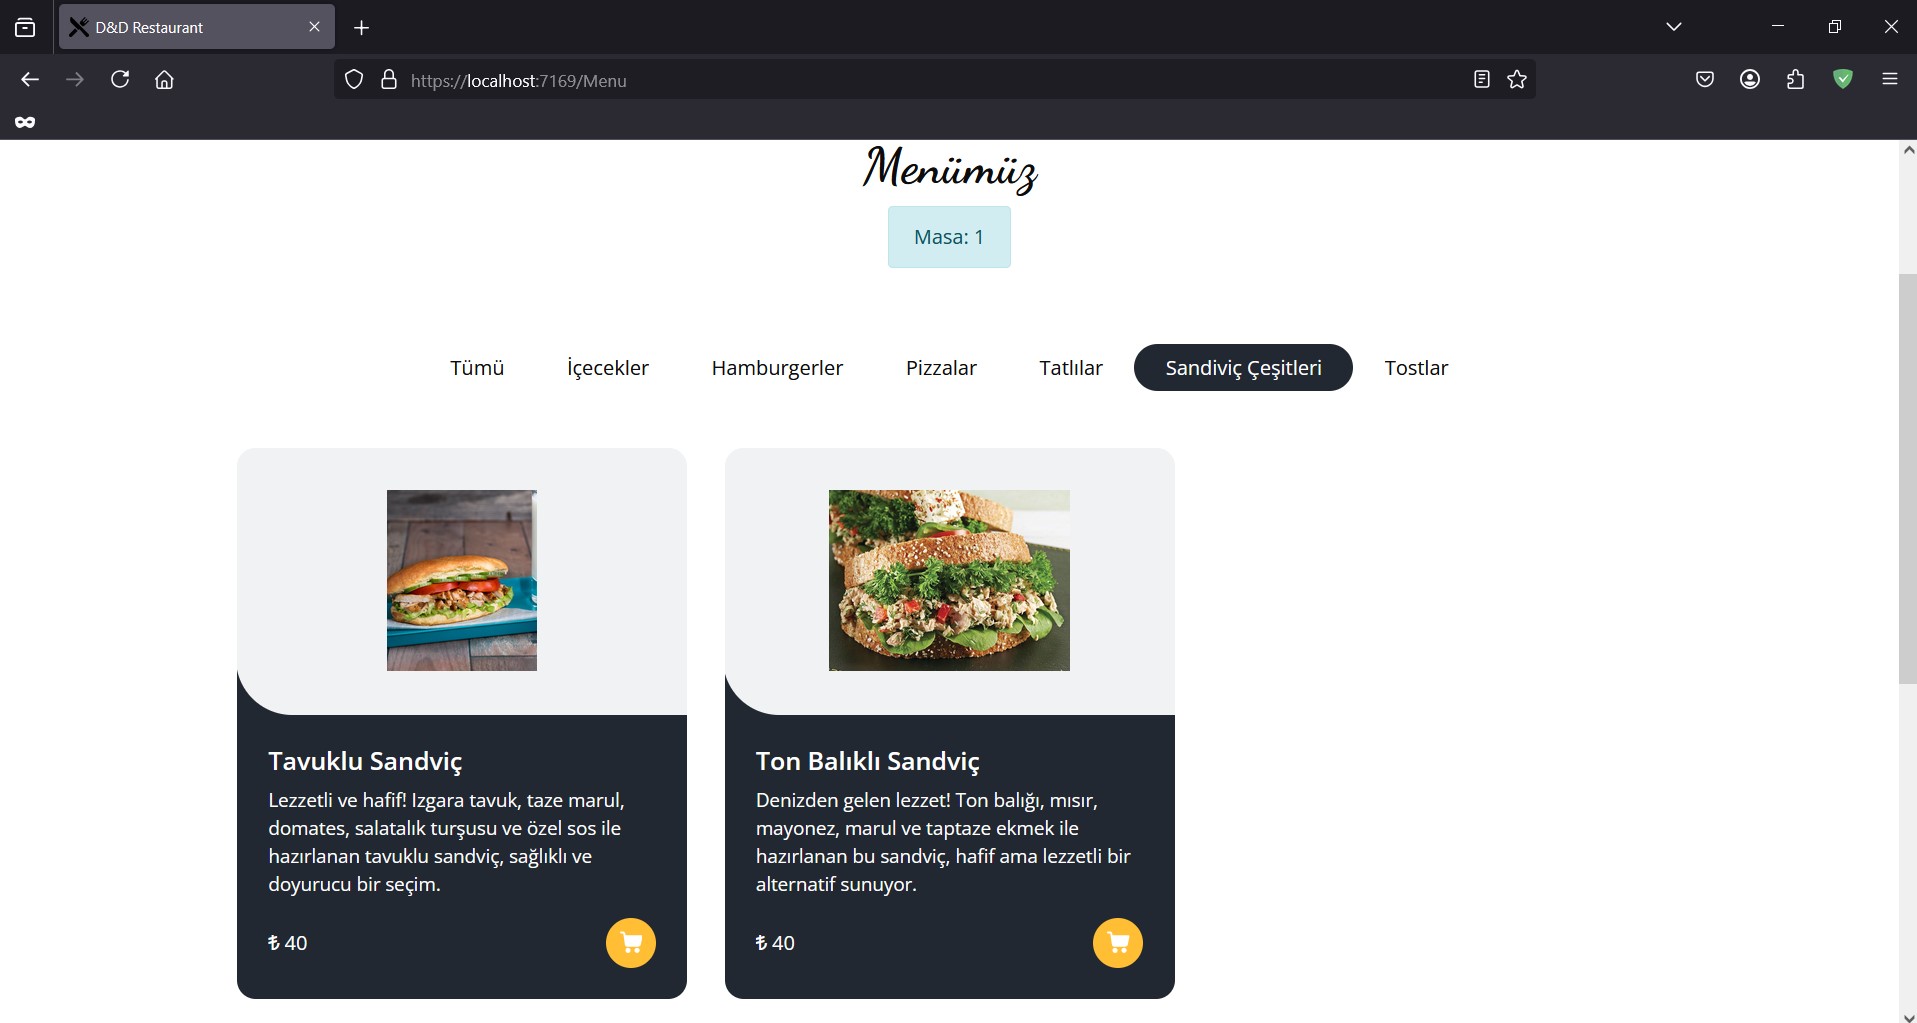 D&D Restaurant
https://localhost:7169/Menu
Menümüz
Masa: 1
Tümü İçecekler Hamburgerler Pizzalar Tatlılar Sandiviç Çeşitleri Tostlar
Tavuklu Sandviç
Lezzetli ve hafif! Izgara tavuk, taze marul,
domates, salatalık turşusu ve özel sos ile
hazırlanan tavuklu sandviç, sağlıklı ve
doyurucu bir seçim.
₺ 40
Ton Balıklı Sandviç
Denizden gelen lezzet! Ton balığı, mısır,
mayonez, marul ve taptaze ekmek ile
hazırlanan bu sandviç, hafif ama lezzetli bir
alternatif sunuyor.
₺ 40